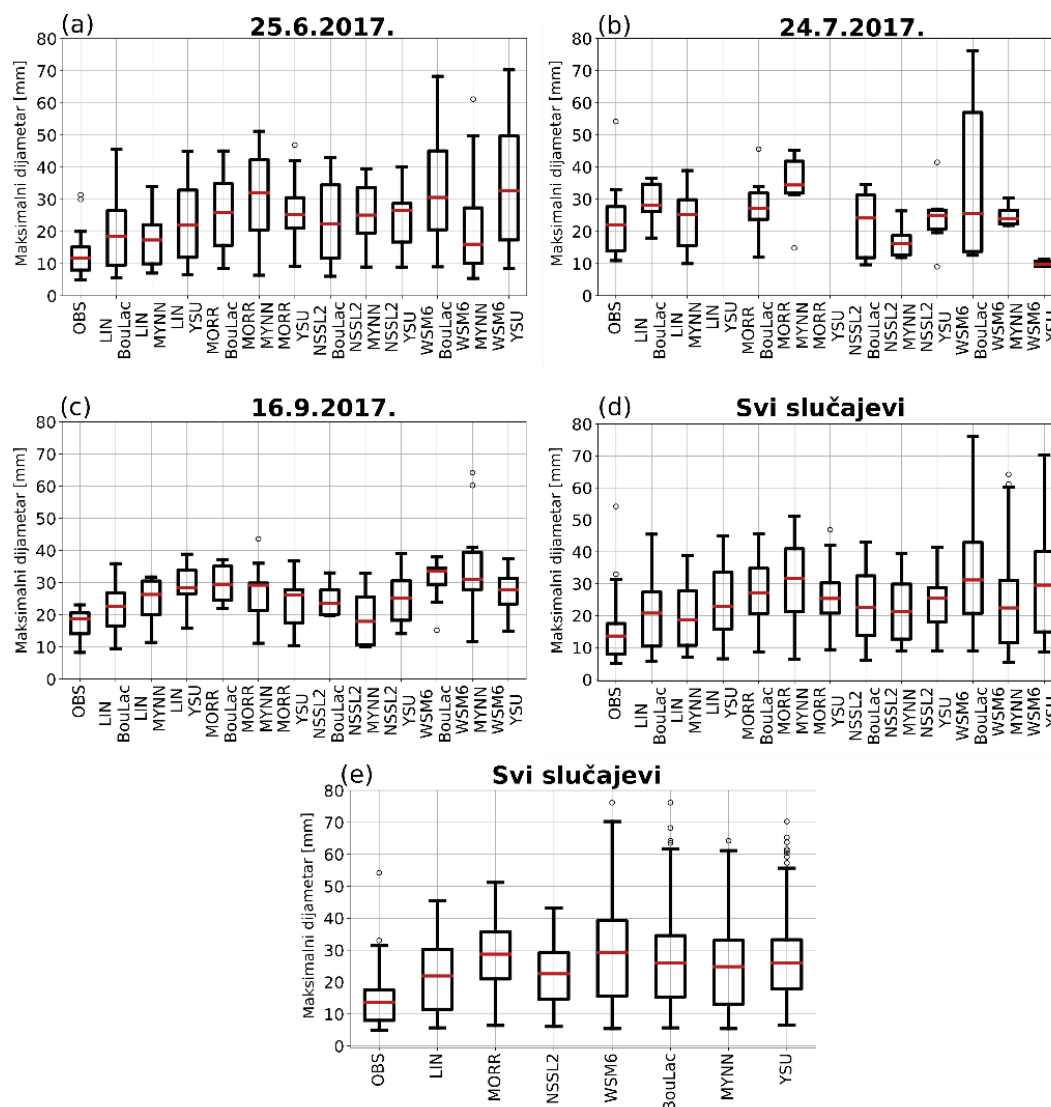 (a) 25.6.2017.
Maksimalni dijametar [mm]
80
70
60
50
40
30
20
10
0
OBS
LIN BouLac
LIN MYNN
LIN YSU
MORR BouLac
MORR MYNN
MORR YSU
NSSL2 BouLac
NSSL2 MYNN
NSSL2 YSU
WSM6 BouLac
WSM6 MYNN
WSM6 YSU
(b) 24.7.2017.
Maksimalni dijametar [mm]
80
70
60
50
40
30
20
10
0
OBS
LIN BouLac
LIN MYNN
LIN YSU
MORR BouLac
MORR MYNN
MORR YSU
NSSL2 BouLac
NSSL2 MYNN
NSSL2 YSU
WSM6 BouLac
WSM6 MYNN
WSM6 YSU
(c) 16.9.2017.
Maksimalni dijametar [mm]
80
70
60
50
40
30
20
10
0
OBS
LIN BouLac
LIN MYNN
LIN YSU
MORR BouLac
MORR MYNN
MORR YSU
NSSL2 BouLac
NSSL2 MYNN
NSSL2 YSU
WSM6 BouLac
WSM6 MYNN
WSM6 YSU
(d) Svi slučajevi
Maksimalni dijametar [mm]
80
70
60
50
40
30
20
10
0
OBS
LIN BouLac
LIN MYNN
LIN YSU
MORR BouLac
MORR MYNN
MORR YSU
NSSL2 BouLac
NSSL2 MYNN
NSSL2 YSU
WSM6 BouLac
WSM6 MYNN
WSM6 YSU
(e) Svi slučajevi
Maksimalni dijametar [mm]
80
70
60
50
40
30
20
10
0
OBS
LIN
MORR
NSSL2
WSM6
BouLac
MYNN
YSU